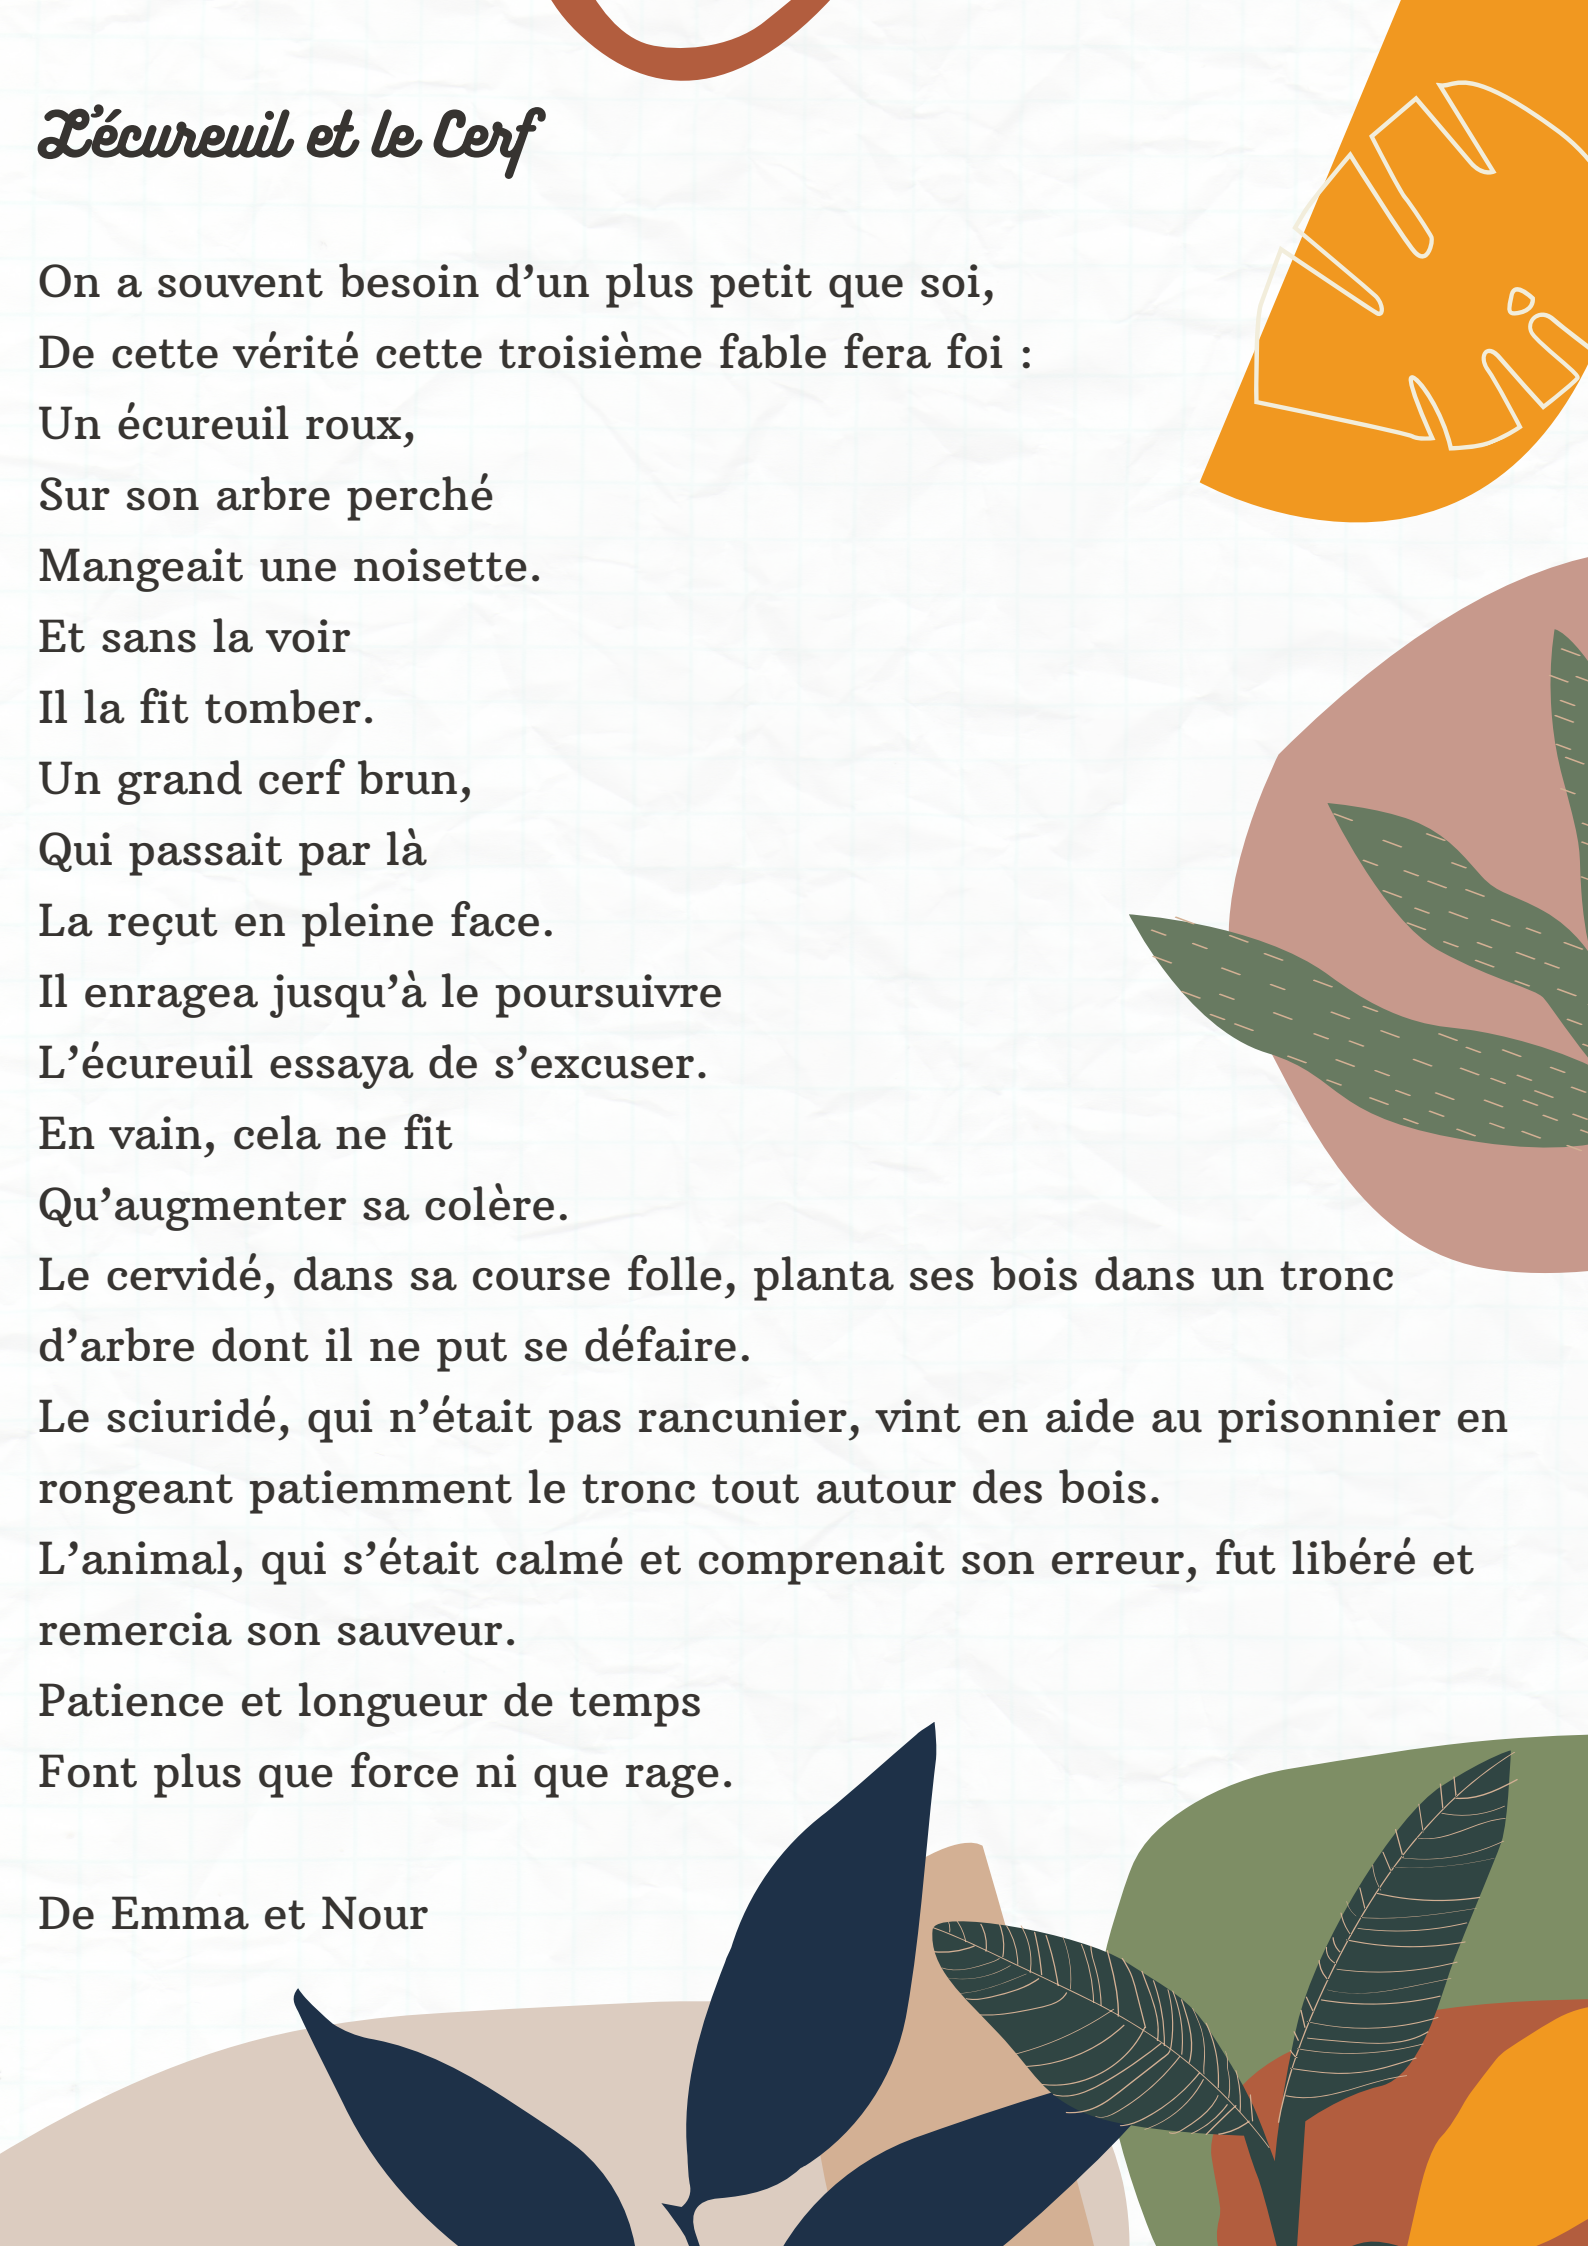 L'écureuil et le Cerf
On a souvent besoin d’un plus petit que soi,
De cette vérité cette troisième fable fera foi :
Un écureuil roux,
Sur son arbre perché
Mangeait une noisette.
Et sans la voir
Il la fit tomber.
Un grand cerf brun,
Qui passait par là
La reçut en pleine face.
Il enragea jusqu’à le poursuivre
L’écureuil essaya de s’excuser.
En vain, cela ne fit
Qu’augmenter sa colère.
Le cervidé, dans sa course folle, planta ses bois dans un tronc
d’arbre dont il ne put se défaire.
Le sciuridé, qui n’était pas rancunier, vint en aide au prisonnier en
rongeant patiemment le tronc tout autour des bois.
L’animal, qui s’était calmé et comprenait son erreur, fut libéré et
remercia son sauveur.
Patience et longueur de temps
Font plus que force ni que rage.
De Emma et Nour